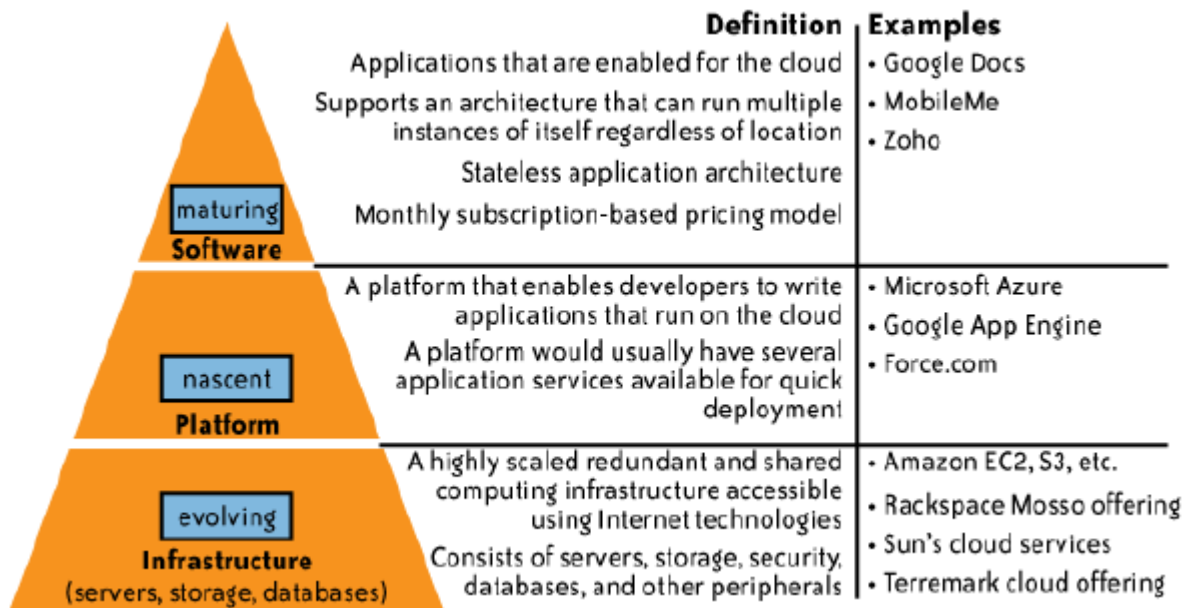 Definition
Examples
Applications that are enabled for the cloud
Supports an architecture that can run multiple
instances of itself regardless of location
Stateless application architecture
Monthly subscription-based pricing model
• Google Docs
• MobileMe
• Zoho
maturing
Software
A platform that enables developers to write
applications that run on the cloud
A platform would usually have several
application services available for quick
deployment
• Microsoft Azure
• Google App Engine
• Force.com
nascent
Platform
A highly scaled redundant and shared
computing infrastructure accessible
using Internet technologies
Consists of servers, storage, security,
databases, and other peripherals
• Amazon EC2, S3, etc.
• Rackspace Mosso offering
• Sun's cloud services
• Terremark cloud offering
evolving
Infrastructure
(servers, storage, databases)